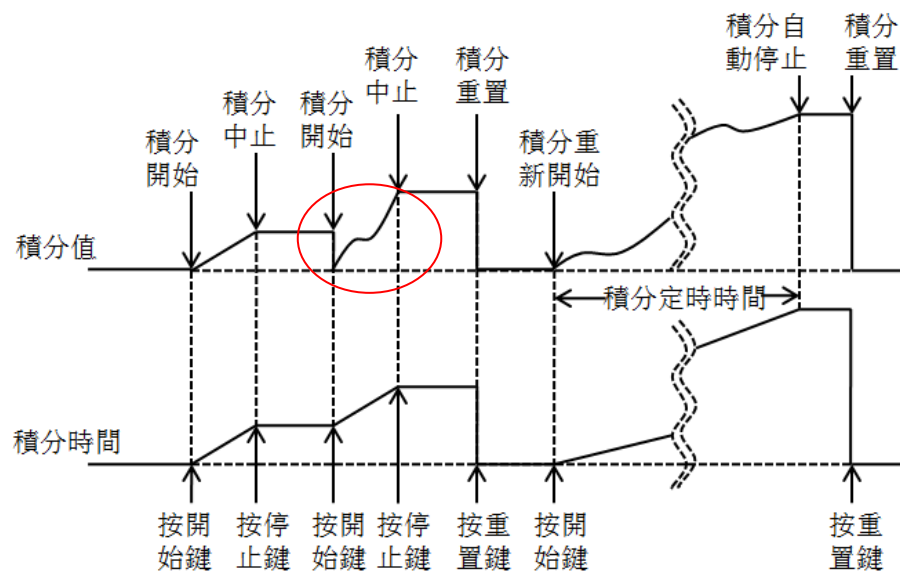 積分
開始
積分
中止
積分
開始
積分
中止
積分
重置
積分重
新開始
積分自
動停止
積分
重置
積分值
積分定時時間
積分時間
按開
始鍵
按停
止鍵
按開
始鍵
按停
止鍵
按重
置鍵
按開
始鍵
按重
置鍵